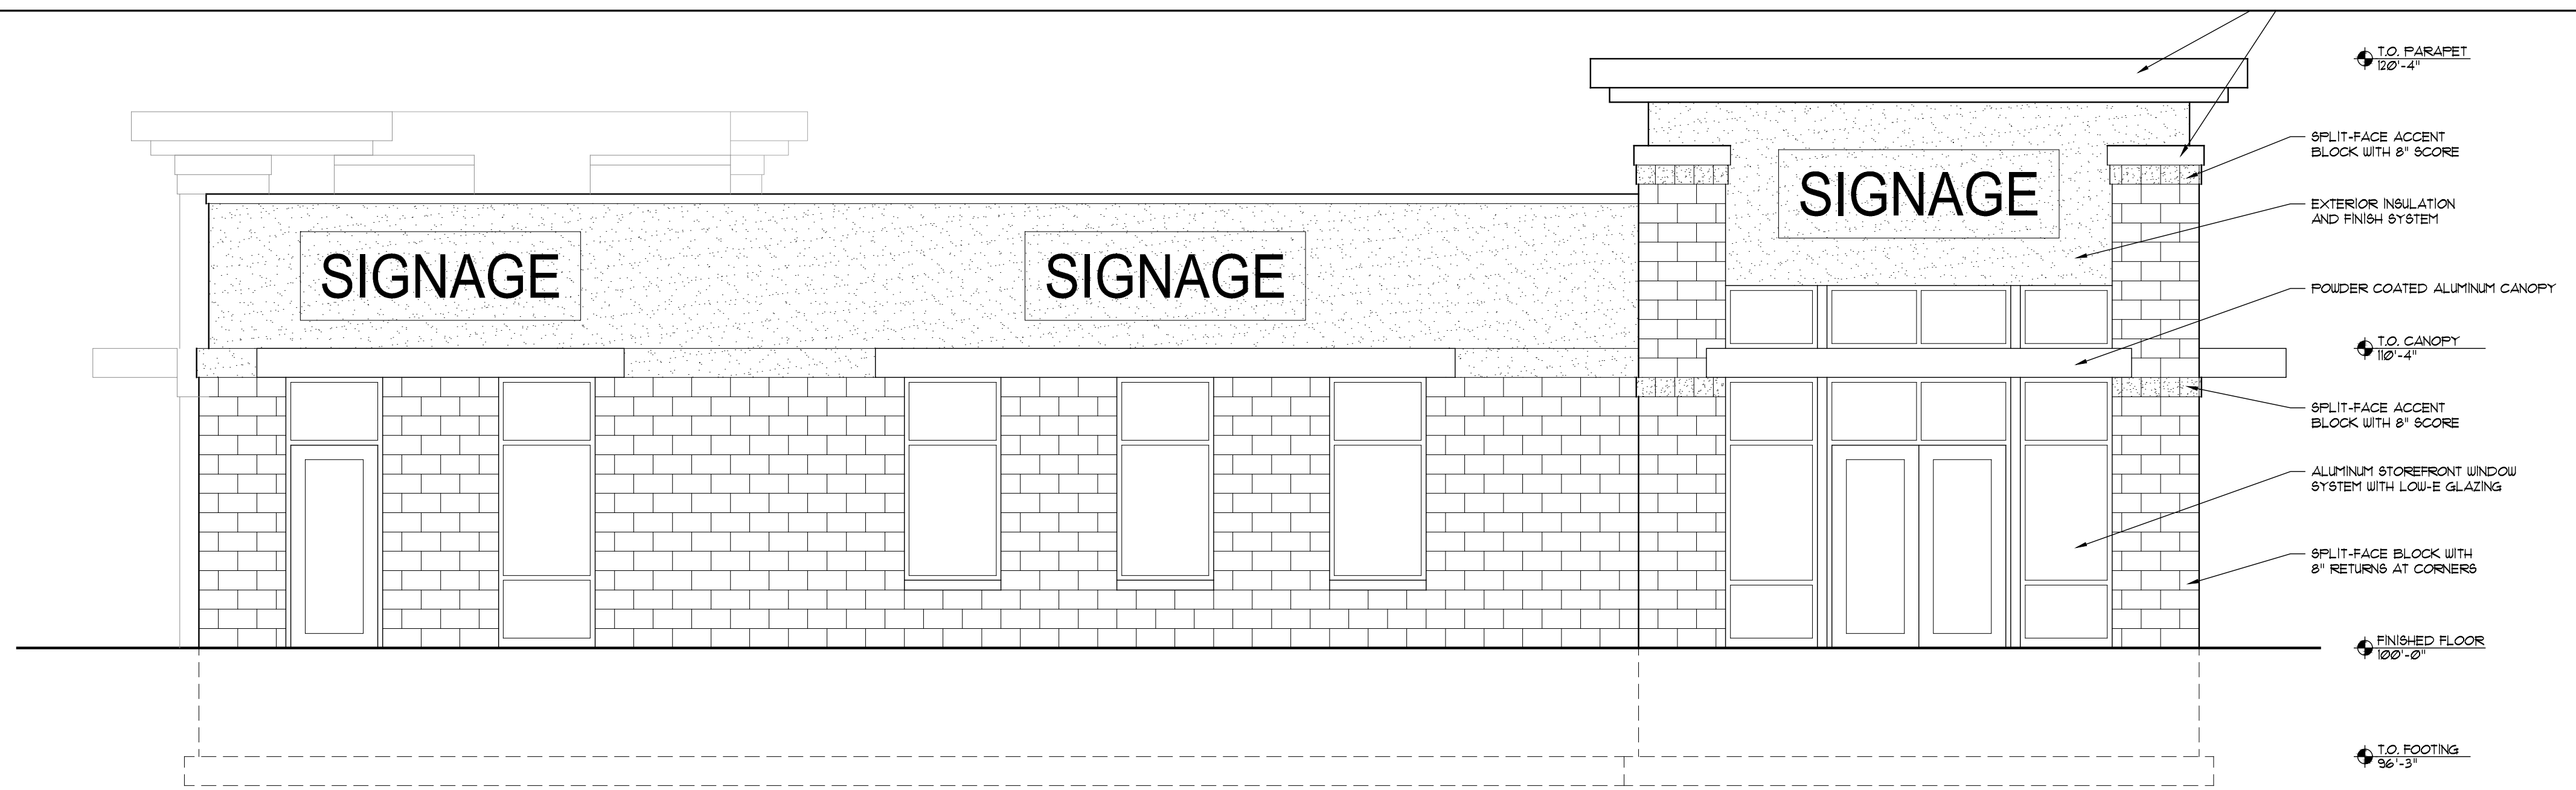 T.O. PARAPET
120'-4"
SPLIT-FACE ACCENT
BLOCK WITH 8" SCORE
SIGNAGE
EXTERIOR INSULATION
AND FINISH SYSTEM
SIGNAGE
SIGNAGE
POWDER COATED ALUMINUM CANOPY
T.O. CANOPY
110'-4"
SPLIT-FACE ACCENT
BLOCK WITH 8" SCORE
ALUMINUM STOREFRONT WINDOW
SYSTEM WITH LOW-E GLAZING
SPLIT-FACE BLOCK WITH
8" RETURNS AT CORNERS
FINISHED FLOOR
100'-0"
T.O. FOOTING
96'-3"